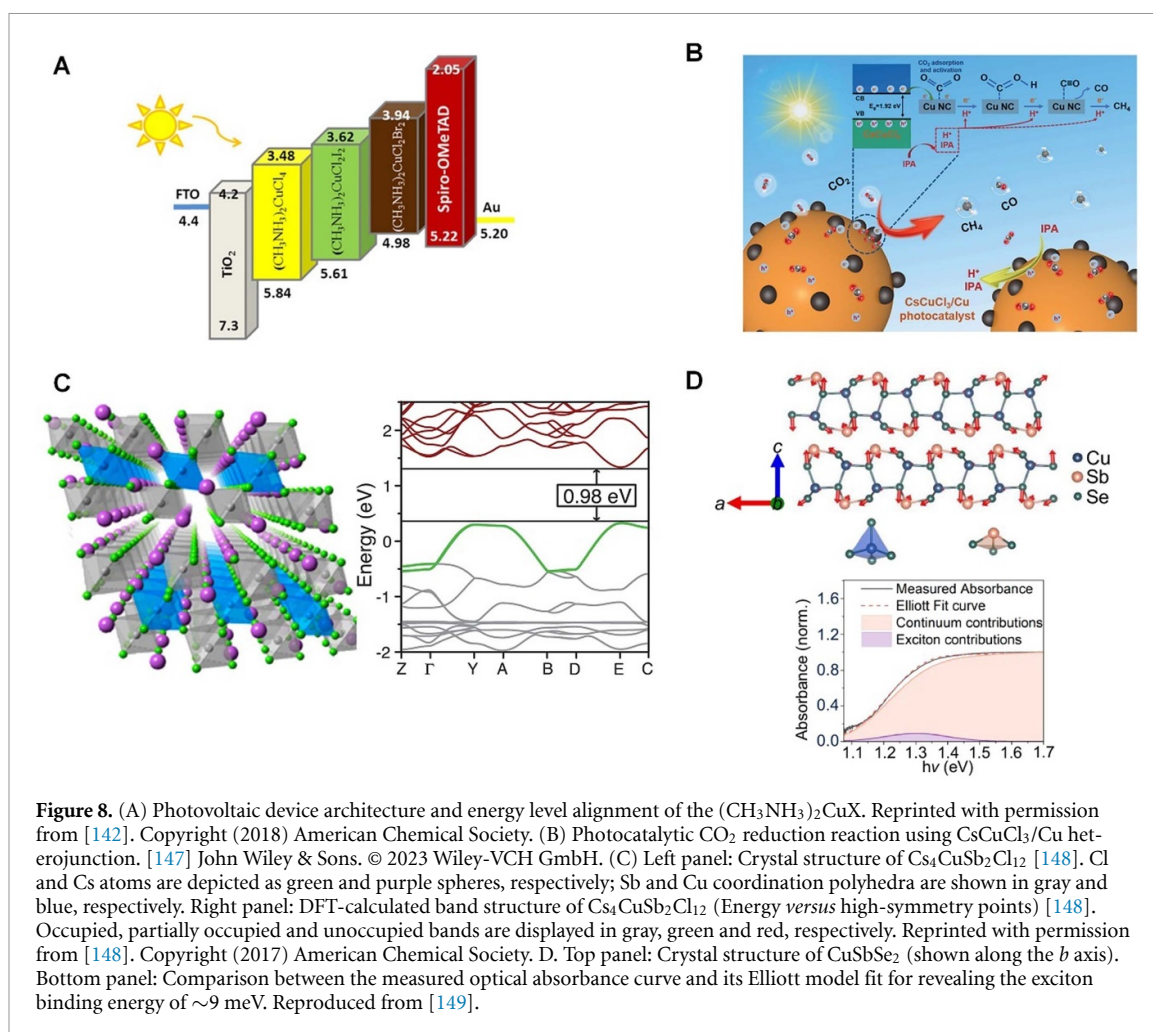 A
2.05
3.94
3.62
3.48
FTO
4.2
4.4
TiO₂
(CH₃NH₃)₂CuCl₄
(CH₃NH₃)₂CuCl₂I₂
(CH₃NH₃)₂CuCl₂Br₂
Spiro-OMeTAD
Au
5.20
5.22
4.98
5.61
5.84
7.3
B
CO₂ adsorption
and activation
CB
Eg=1.92 eV
VB
Cu NC
Cu NC
Cu NC
CO
CH₄
H⁺
H⁺
H⁺
H⁺
IPA
IPA
CO₂
CO
CH₄
IPA
H⁺
IPA
CsCuCl₃/Cu
photocatalyst
C
Energy (eV)
2
1
0
-1
-2
0.98 eV
Z Γ Y A B D E C
D
c
a
b
Cu
Sb
Se
Measured Absorbance
Elliott Fit curve
Continuum contributions
Exciton contributions
Absorbance (norm.)
1.6
1.2
0.8
0.4
0.0
1.1 1.2 1.3 1.4 1.5 1.6 1.7
hν (eV)
Figure 8. (A) Photovoltaic device architecture and energy level alignment of the (CH₃NH₃)₂CuX. Reprinted with permission
from [142]. Copyright (2018) American Chemical Society. (B) Photocatalytic CO₂ reduction reaction using CsCuCl₃/Cu het-
erojunction. [147] John Wiley & Sons. © 2023 Wiley-VCH GmbH. (C) Left panel: Crystal structure of Cs₄CuSb₂Cl₁₂ [148]. Cl
and Cs atoms are depicted as green and purple spheres, respectively; Sb and Cu coordination polyhedra are shown in gray and
blue, respectively. Right panel: DFT-calculated band structure of Cs₄CuSb₂Cl₁₂ (Energy versus high-symmetry points) [148].
Occupied, partially occupied and unoccupied bands are displayed in gray, green and red, respectively. Reprinted with permission
from [148]. Copyright (2017) American Chemical Society. D. Top panel: Crystal structure of CuSbSe₂ (shown along the b axis).
Bottom panel: Comparison between the measured optical absorbance curve and its Elliott model fit for revealing the exciton
binding energy of ∼9 meV. Reproduced from [149].